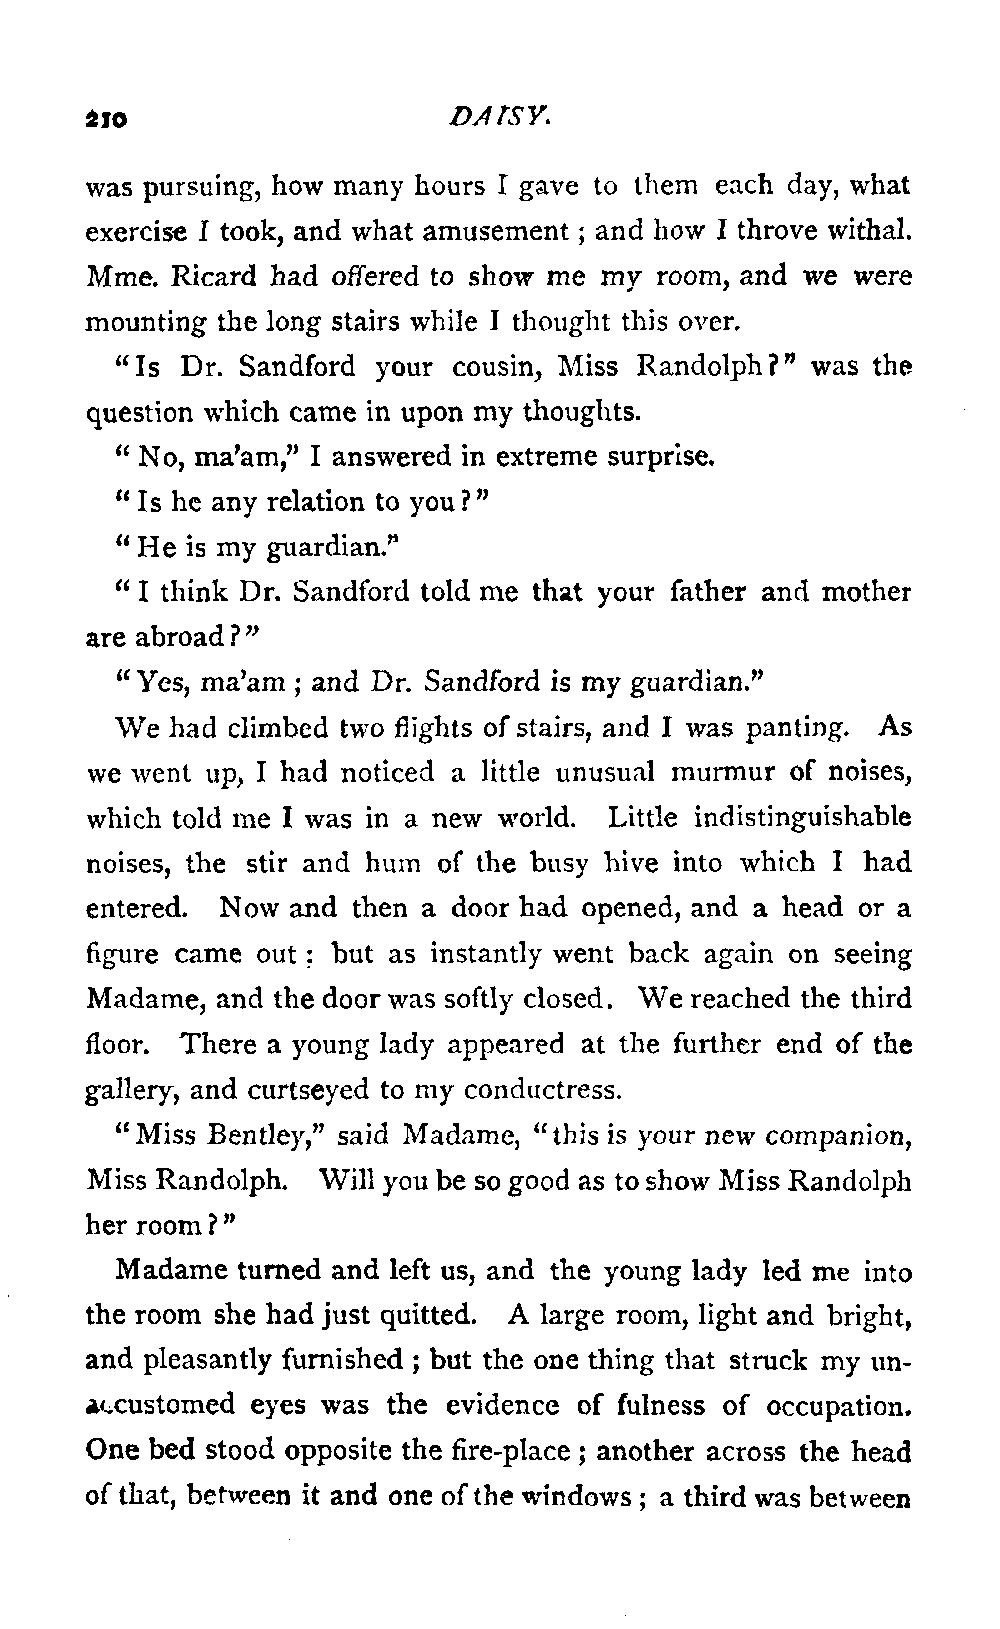 210 DAISY.
was pursuing, how many hours I gave to them each day, what
exercise I took, and what amusement ; and how I throve withal.
Mme. Ricard had offered to show me my room, and we were
mounting the long stairs while I thought this over.
“Is Dr. Sandford your cousin, Miss Randolph?” was the
question which came in upon my thoughts.
“No, ma’am,” I answered in extreme surprise.
“Is he any relation to you?”
“He is my guardian.”
“I think Dr. Sandford told me that your father and mother
are abroad?”
“Yes, ma’am ; and Dr. Sandford is my guardian.”
We had climbed two flights of stairs, and I was panting. As
we went up, I had noticed a little unusual murmur of noises,
which told me I was in a new world. Little indistinguishable
noises, the stir and hum of the busy hive into which I had
entered. Now and then a door had opened, and a head or a
figure came out : but as instantly went back again on seeing
Madame, and the door was softly closed. We reached the third
floor. There a young lady appeared at the further end of the
gallery, and curtseyed to my conductress.
“Miss Bentley,” said Madame, “this is your new companion,
Miss Randolph. Will you be so good as to show Miss Randolph
her room?”
Madame turned and left us, and the young lady led me into
the room she had just quitted. A large room, light and bright,
and pleasantly furnished ; but the one thing that struck my un-
accustomed eyes was the evidence of fulness of occupation.
One bed stood opposite the fire-place ; another across the head
of that, between it and one of the windows ; a third was between